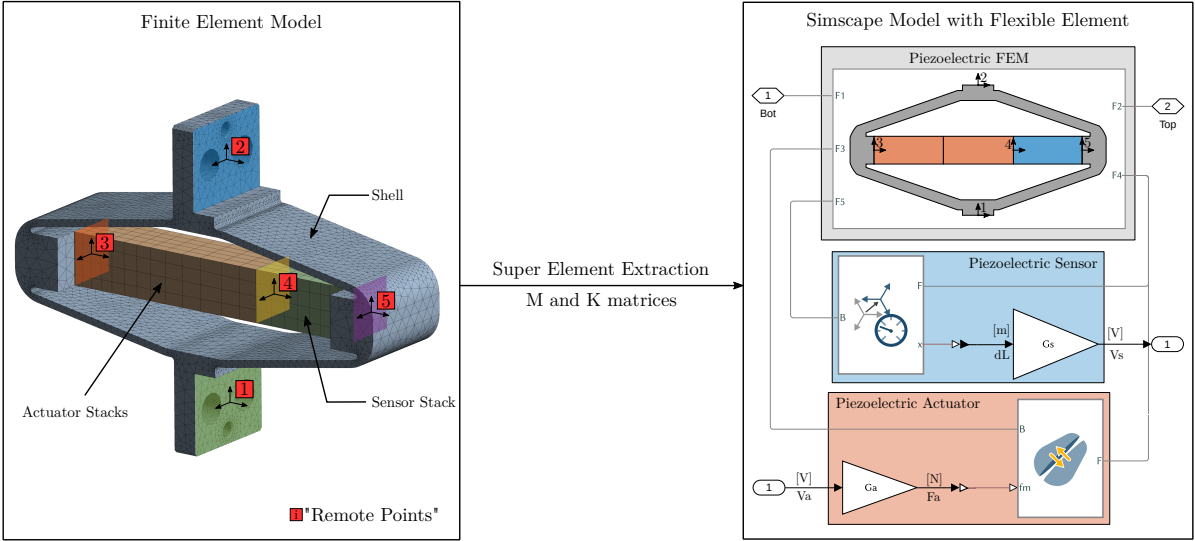 Finite Element Model
2
Shell
3
4
5
1
Actuator Stacks
Sensor Stack
i "Remote Points"
Super Element Extraction
M and K matrices
Simscape Model with Flexible Element
Piezoelectric FEM
1
Bot
F1
2
F2
2
Top
F3
3
4
5
F4
F5
1
Piezoelectric Sensor
F
B
x
[m]
dL
Gs
[V]
Vs
1
Piezoelectric Actuator
B
F
1
[V]
Va
Ga
[N]
Fa
fm